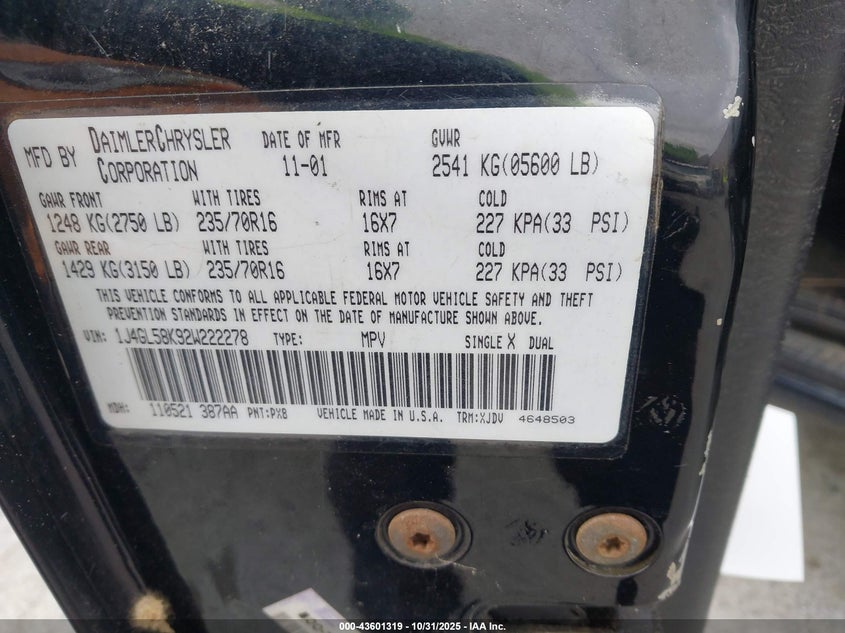 MFD BY DAIMLERCHRYSLER CORPORATION DATE OF MFR 11-01 GVWR 2541 KG(05600 LB)
GAWR FRONT WITH TIRES RIMS AT COLD
1248 KG(2750 LB) 235/70R16 16X7 227 KPA(33 PSI)
GAWR REAR WITH TIRES RIMS AT COLD
1429 KG(3150 LB) 235/70R16 16X7 227 KPA(33 PSI)
THIS VEHICLE CONFORMS TO ALL APPLICABLE FEDERAL MOTOR VEHICLE SAFETY AND THEFT
PREVENTION STANDARDS IN EFFECT ON THE DATE OF MANUFACTURE SHOWN ABOVE.
VIN: 1J4GL58K92W222278 TYPE: MPV SINGLE X DUAL
MDH: 110521 387AA PNT:PX8 VEHICLE MADE IN U.S.A. TRM:XJDV 4648503
000-43601319 - 10/31/2025 - IAA Inc.